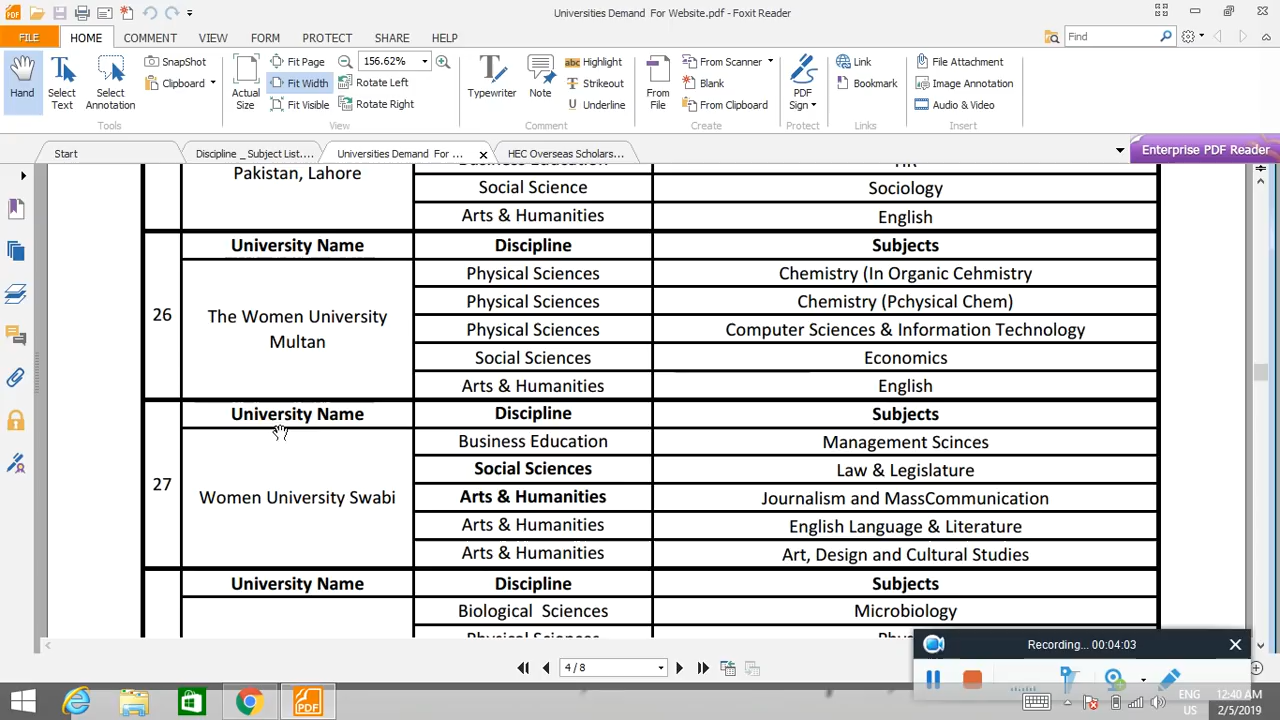 Universities Demand For Website.pdf - Foxit Reader
FILE HOME COMMENT VIEW FORM PROTECT SHARE HELP Find
Hand Select Text Select Annotation SnapShot Clipboard Tools
Actual Size Fit Page Fit Width Fit Visible 156.62% Rotate Left Rotate Right View
Typewriter Note Highlight Strikeout Underline Comment
From File From Scanner Blank From Clipboard Create
PDF Sign Protect
Link Bookmark Links
File Attachment Image Annotation Audio & Video Insert
Start Discipline _ Subject List.... Universities Demand For ... HEC Overseas Scholars... Enterprise PDF Reader
Pakistan, Lahore
Social Science Sociology
Arts & Humanities English
University Name Discipline Subjects
26 The Women University Multan
Physical Sciences Chemistry (In Organic Cehmistry
Physical Sciences Chemistry (Pchysical Chem)
Physical Sciences Computer Sciences & Information Technology
Social Sciences Economics
Arts & Humanities English
University Name Discipline Subjects
27 Women University Swabi
Business Education Management Scinces
Social Sciences Law & Legislature
Arts & Humanities Journalism and MassCommunication
Arts & Humanities English Language & Literature
Arts & Humanities Art, Design and Cultural Studies
University Name Discipline Subjects
Biological Sciences Microbiology
4 / 8
Recording... 00:04:03
ENG 12:40 AM
US 2/5/2019